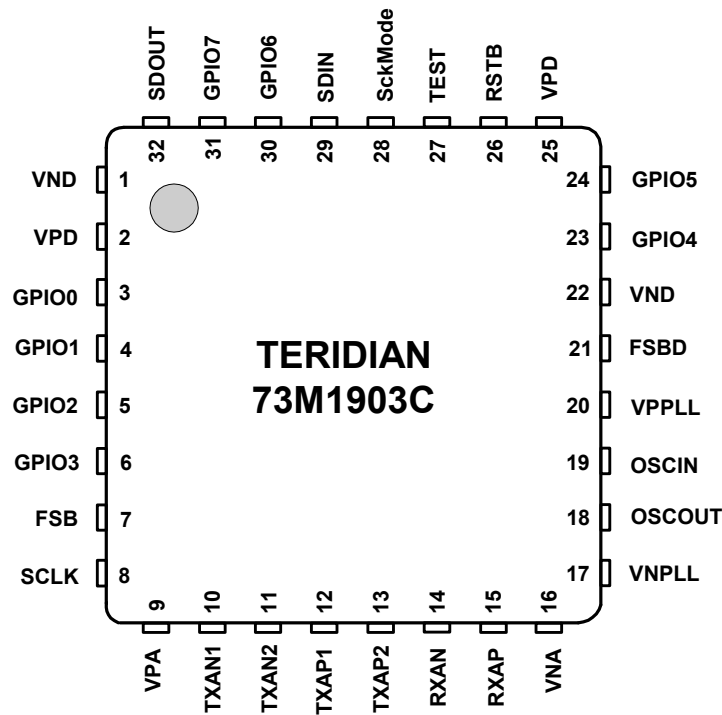 SDOUT
GPIO7
GPIO6
SDIN
SckMode
TEST
RSTB
VPD
32
31
30
29
28
27
26
25
VND 1
VPD 2
GPIO0 3
GPIO1 4
GPIO2 5
GPIO3 6
FSB 7
SCLK 8
TERIDIAN
73M1903C
24 GPIO5
23 GPIO4
22 VND
21 FSBD
20 VPPLL
19 OSCIN
18 OSCOUT
17 VNPLL
9
10
11
12
13
14
15
16
VPA
TXAN1
TXAN2
TXAP1
TXAP2
RXAN
RXAP
VNA